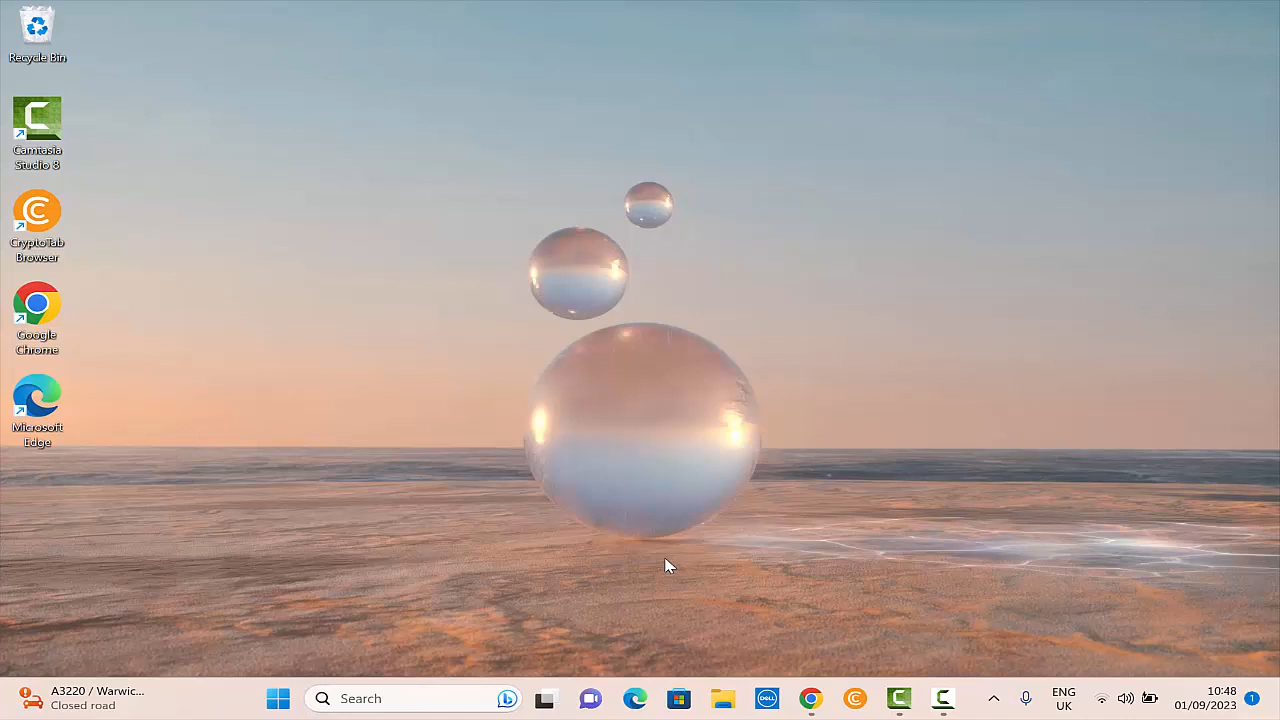 Recycle Bin
Camtasia
Studio 8
CryptoTab
Browser
Google
Chrome
Microsoft
Edge
A3220 / Warwic...
Closed road
Search
DELL
ENG
UK
10:48
01/09/2023
1